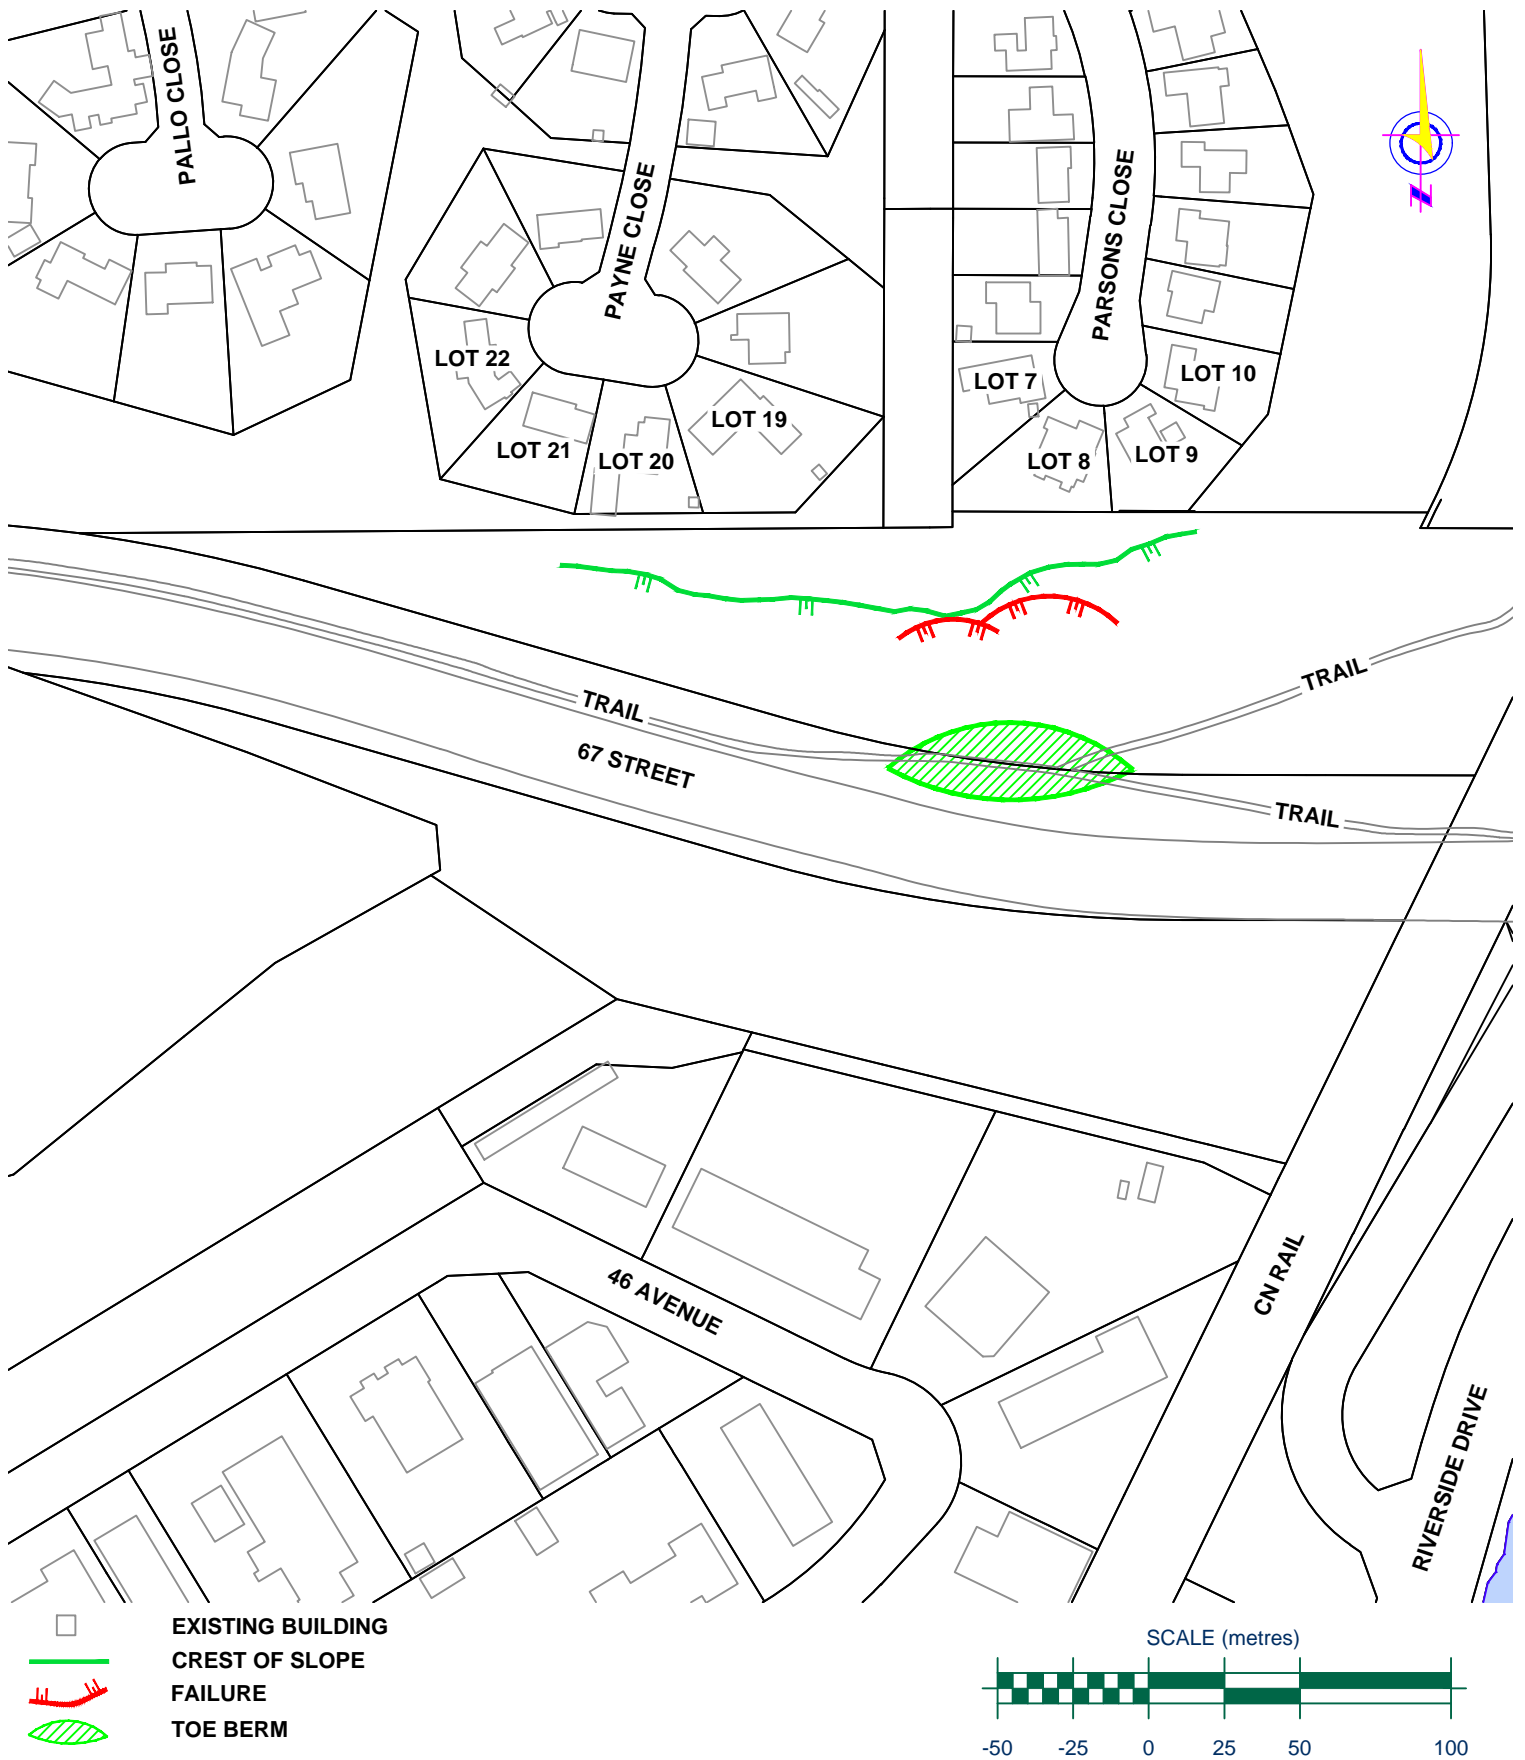 PALLO CLOSE
PAYNE CLOSE
PARSONS CLOSE
N
LOT 22
LOT 7
LOT 10
LOT 19
LOT 21
LOT 20
LOT 8
LOT 9
TRAIL
TRAIL
67 STREET
TRAIL
46 AVENUE
CN RAIL
RIVERSIDE DRIVE
EXISTING BUILDING
CREST OF SLOPE
FAILURE
TOE BERM
SCALE (metres)
-50 -25 0 25 50 100